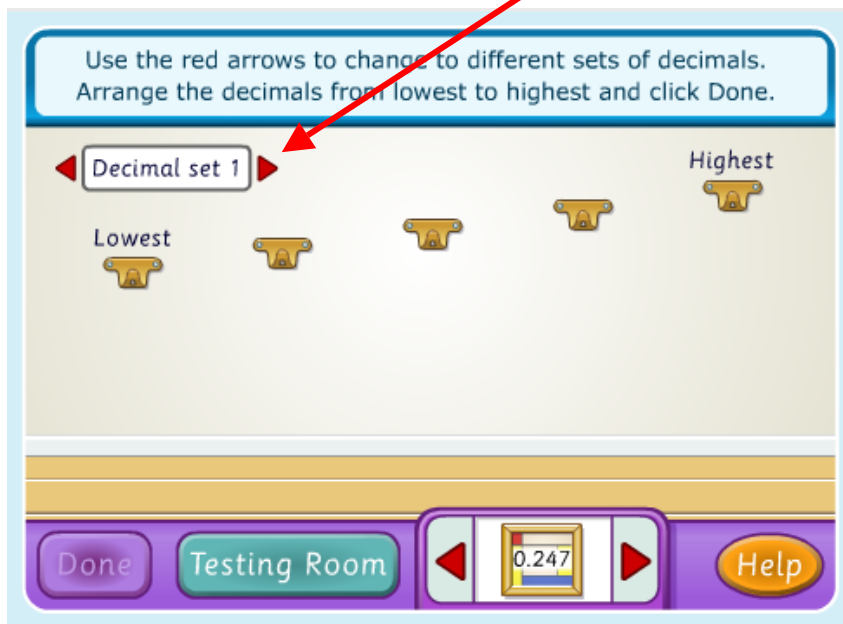 Use the red arrows to change to different sets of decimals.
Arrange the decimals from lowest to highest and click Done.
Decimal set 1
Highest
Lowest
Done
Testing Room
0.247
Help